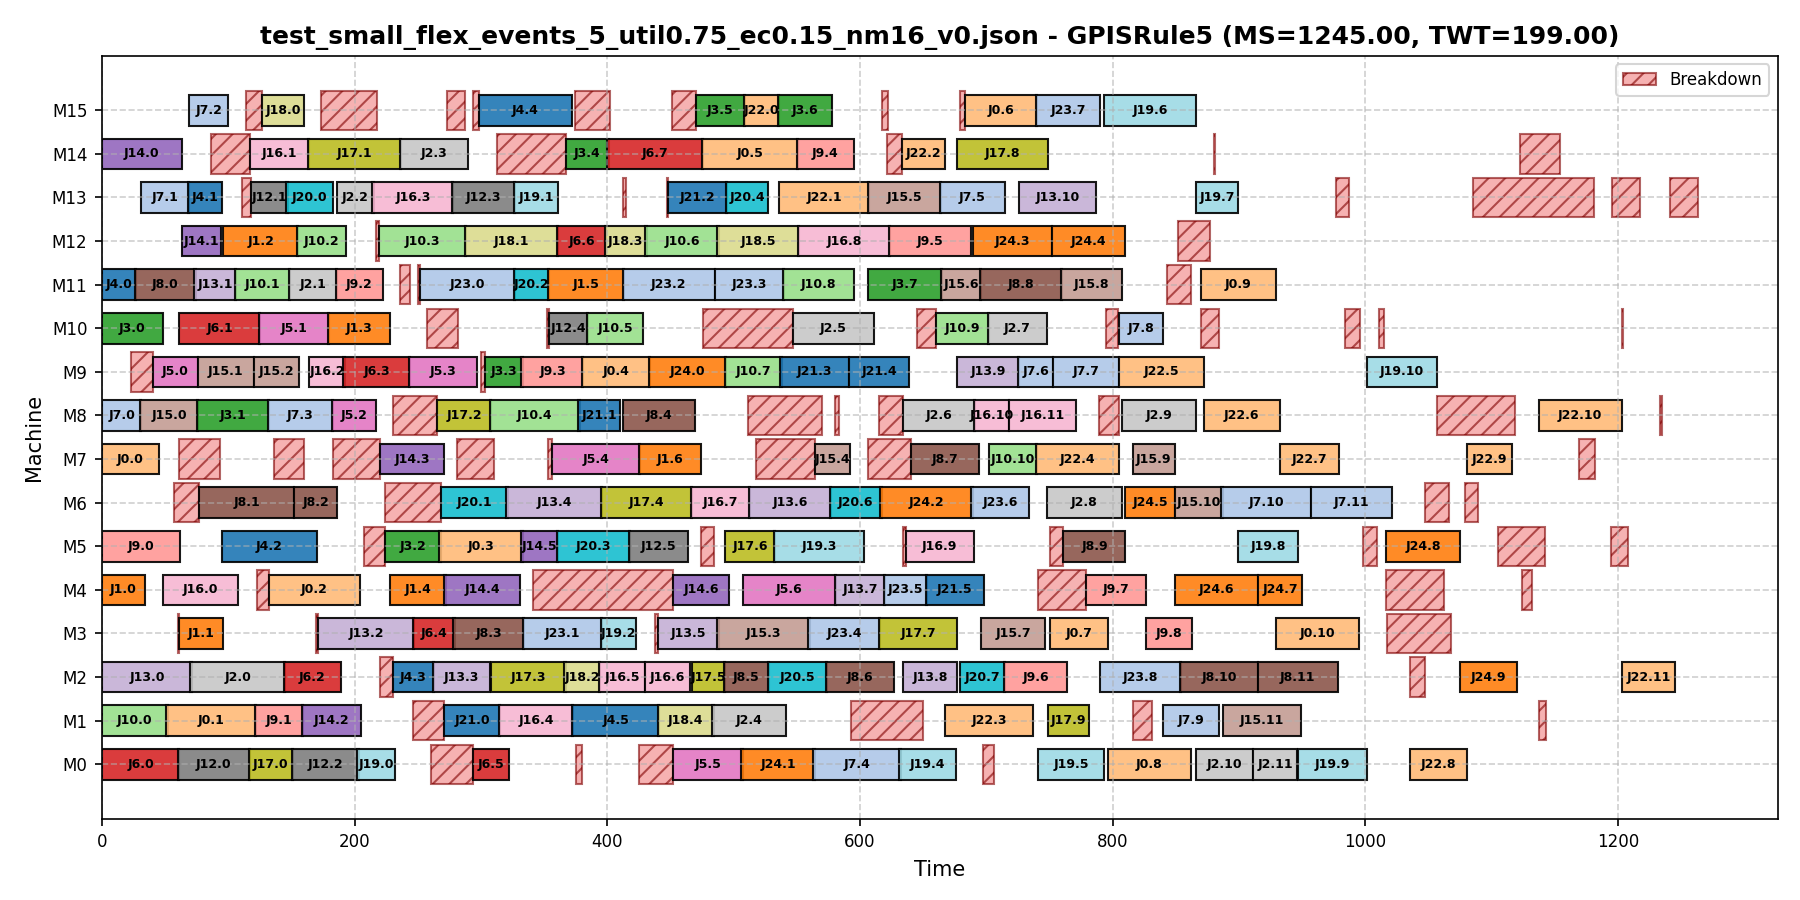 test_small_flex_events_5_util0.75_ec0.15_nm16_v0.json - GPISRule5 (MS=1245.00, TWT=199.00)
Breakdown
M15 J7.2 J18.0 J4.4 J3.5 J22.0 J3.6 J0.6 J23.7 J19.6
M14 J14.0 J16.1 J17.1 J2.3 J3.4 J6.7 J0.5 J9.4 J22.2 J17.8
M13 J7.1 J4.1 J12.1 J20.0 J2.2 J16.3 J12.3 J19.1 J21.2 J20.4 J22.1 J15.5 J7.5 J13.10 J19.7
M12 J14.1 J1.2 J10.2 J10.3 J18.1 J6.6 J18.3 J10.6 J18.5 J16.8 J9.5 J24.3 J24.4
M11 J4.0 J8.0 J13.1 J10.1 J2.1 J9.2 J23.0 J20.2 J1.5 J23.2 J23.3 J10.8 J3.7 J15.6 J8.8 J15.8 J0.9
M10 J3.0 J6.1 J5.1 J1.3 J12.4 J10.5 J2.5 J10.9 J2.7 J7.8
M9 J5.0 J15.1 J15.2 J16.2 J6.3 J5.3 J3.3 J9.3 J0.4 J24.0 J10.7 J21.3 J21.4 J13.9 J7.6 J7.7 J22.5 J19.10
M8 J7.0 J15.0 J3.1 J7.3 J5.2 J17.2 J10.4 J21.1 J8.4 J2.6 J16.10 J16.11 J2.9 J22.6 J22.10
M7 J0.0 J14.3 J5.4 J1.6 J15.4 J8.7 J10.10 J22.4 J15.9 J22.7 J22.9
M6 J8.1 J8.2 J20.1 J13.4 J17.4 J16.7 J13.6 J20.6 J24.2 J23.6 J2.8 J24.5 J15.10 J7.10 J7.11
M5 J9.0 J4.2 J3.2 J0.3 J14.5 J20.3 J12.5 J17.6 J19.3 J16.9 J8.9 J19.8 J24.8
M4 J1.0 J16.0 J0.2 J1.4 J14.4 J14.6 J5.6 J13.7 J23.5 J21.5 J9.7 J24.6 J24.7
M3 J1.1 J13.2 J6.4 J8.3 J23.1 J19.2 J13.5 J15.3 J23.4 J17.7 J15.7 J0.7 J9.8 J0.10
M2 J13.0 J2.0 J6.2 J4.3 J13.3 J17.3 J18.2 J16.5 J16.6 J17.5 J8.5 J20.5 J8.6 J13.8 J20.7 J9.6 J23.8 J8.10 J8.11 J24.9 J22.11
M1 J10.0 J0.1 J9.1 J14.2 J21.0 J16.4 J4.5 J18.4 J2.4 J22.3 J17.9 J7.9 J15.11
M0 J6.0 J12.0 J17.0 J12.2 J19.0 J6.5 J5.5 J24.1 J7.4 J19.4 J19.5 J0.8 J2.10 J2.11 J19.9 J22.8
Machine
0 200 400 600 800 1000 1200
Time